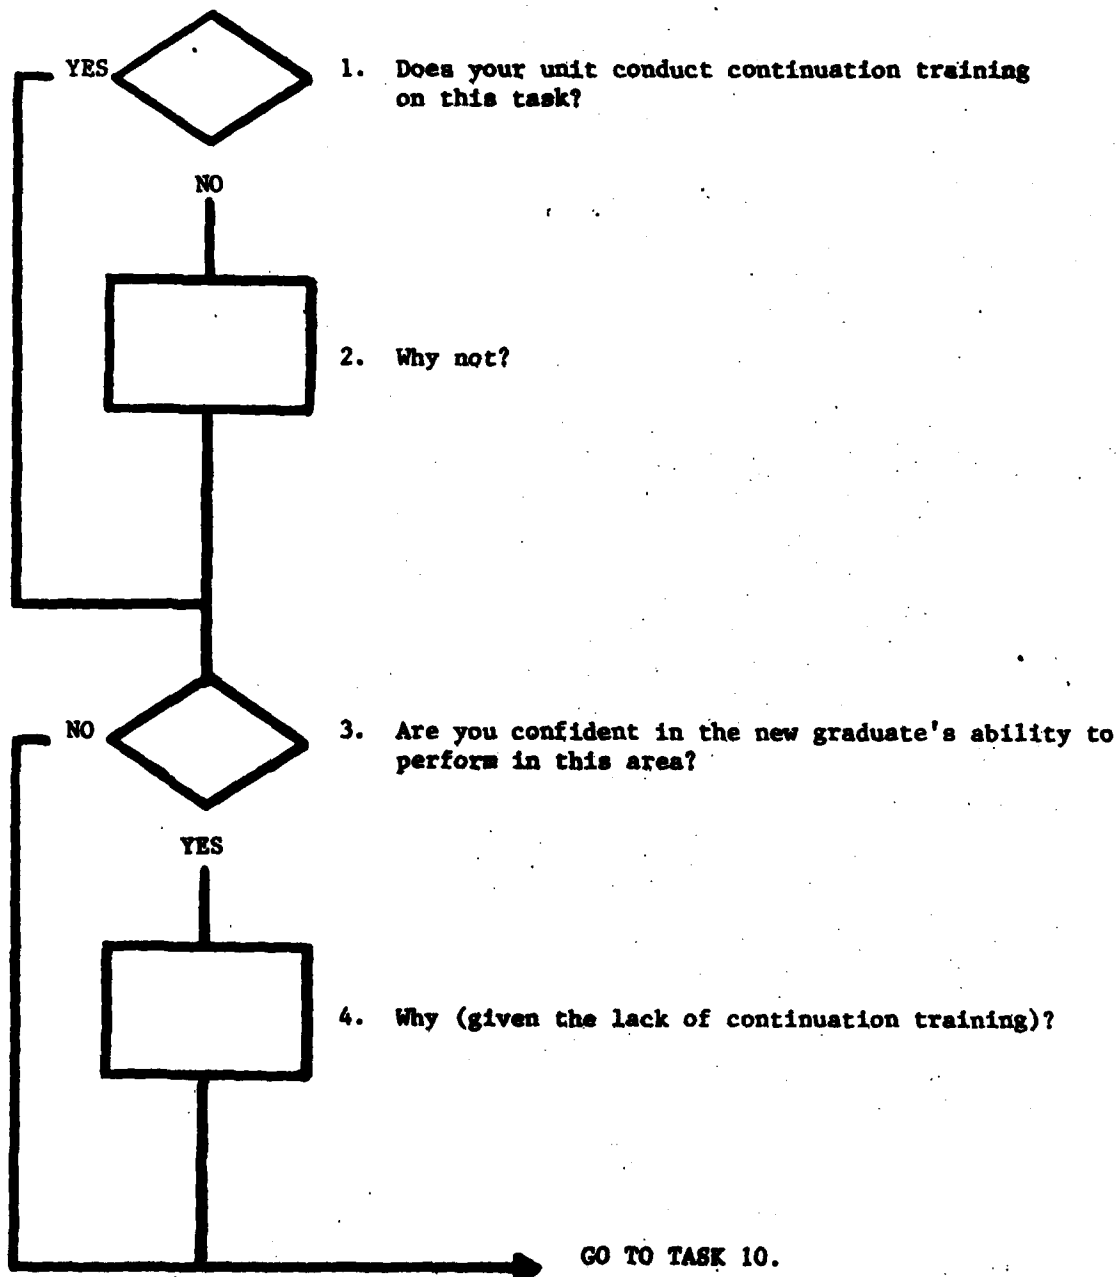 YES
1. Does your unit conduct continuation training
on this task?
NO
2. Why not?
NO
3. Are you confident in the new graduate's ability to
perform in this area?
YES
4. Why (given the lack of continuation training)?
GO TO TASK 10.